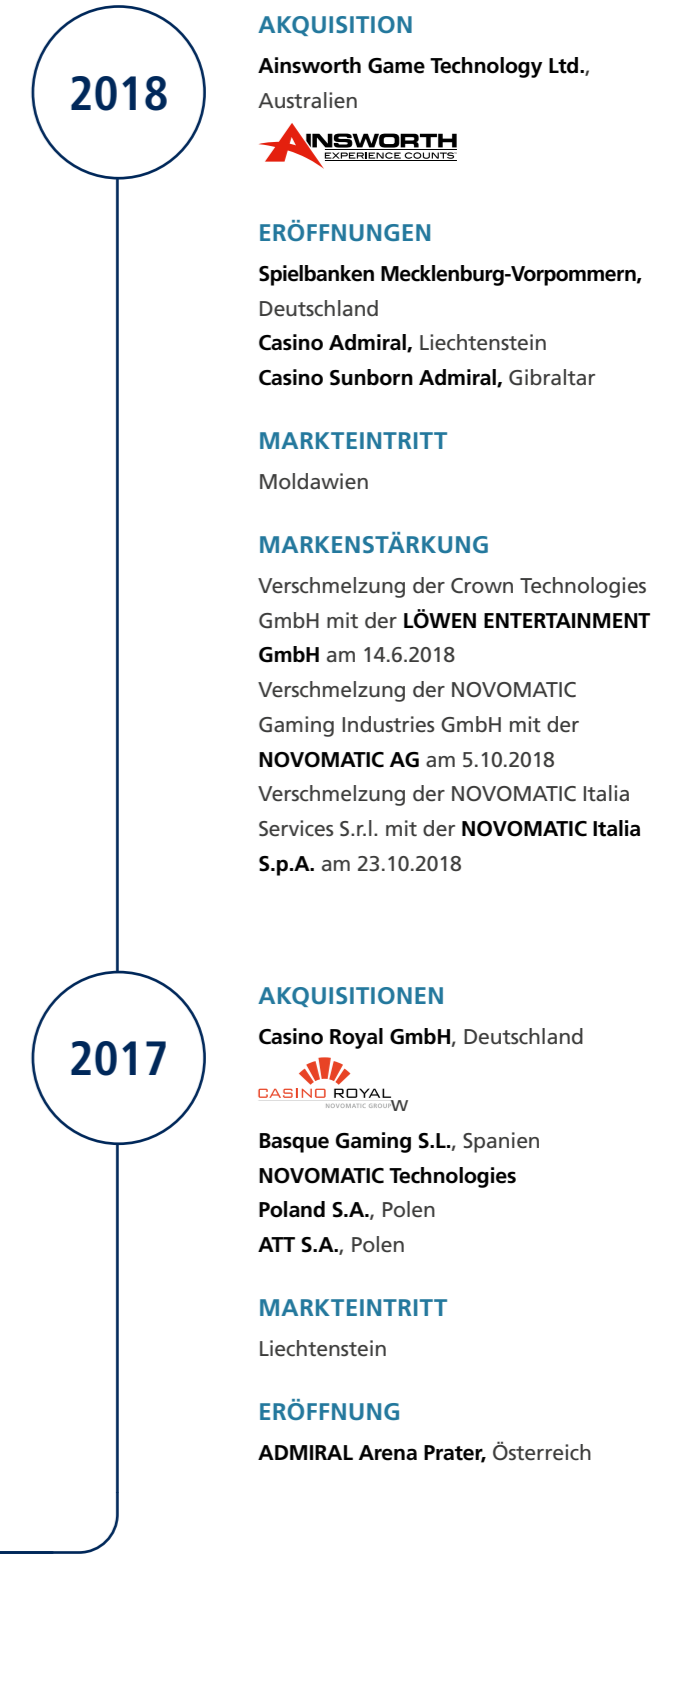 2018
AKQUISITION
Ainsworth Game Technology Ltd.,
Australien
AINSWORTH
EXPERIENCE COUNTS
ERÖFFNUNGEN
Spielbanken Mecklenburg-Vorpommern,
Deutschland
Casino Admiral, Liechtenstein
Casino Sunborn Admiral, Gibraltar
MARKTEINTRITT
Moldawien
MARKENSTÄRKUNG
Verschmelzung der Crown Technologies
GmbH mit der LÖWEN ENTERTAINMENT
GmbH am 14.6.2018
Verschmelzung der NOVOMATIC
Gaming Industries GmbH mit der
NOVOMATIC AG am 5.10.2018
Verschmelzung der NOVOMATIC Italia
Services S.r.l. mit der NOVOMATIC Italia
S.p.A. am 23.10.2018
2017
AKQUISITIONEN
Casino Royal GmbH, Deutschland
CASINO ROYAL
NOVOMATIC GROUP w
Basque Gaming S.L., Spanien
NOVOMATIC Technologies
Poland S.A., Polen
ATT S.A., Polen
MARKTEINTRITT
Liechtenstein
ERÖFFNUNG
ADMIRAL Arena Prater, Österreich